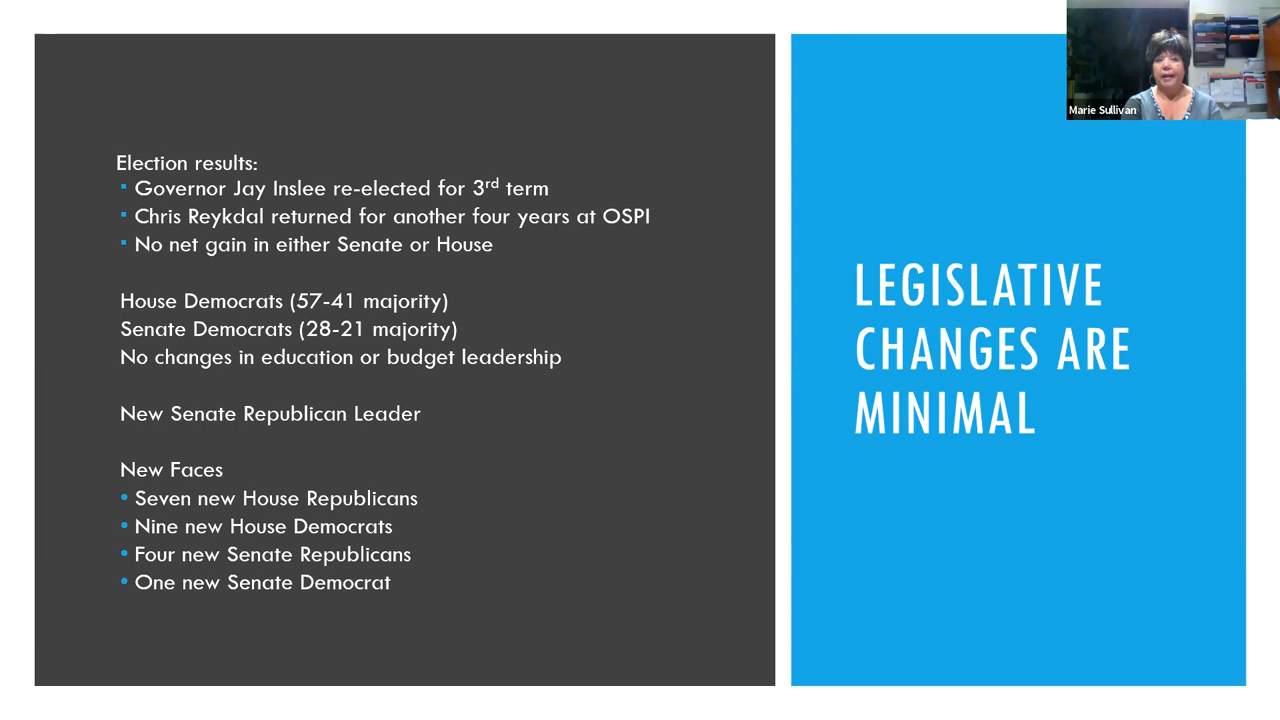 Election results:
▪ Governor Jay Inslee re-elected for 3rd term
▪ Chris Reykdal returned for another four years at OSPI
▪ No net gain in either Senate or House
House Democrats (57-41 majority)
Senate Democrats (28-21 majority)
No changes in education or budget leadership
New Senate Republican Leader
New Faces
• Seven new House Republicans
• Nine new House Democrats
• Four new Senate Republicans
• One new Senate Democrat
LEGISLATIVE
CHANGES ARE
MINIMAL
Marie Sullivan